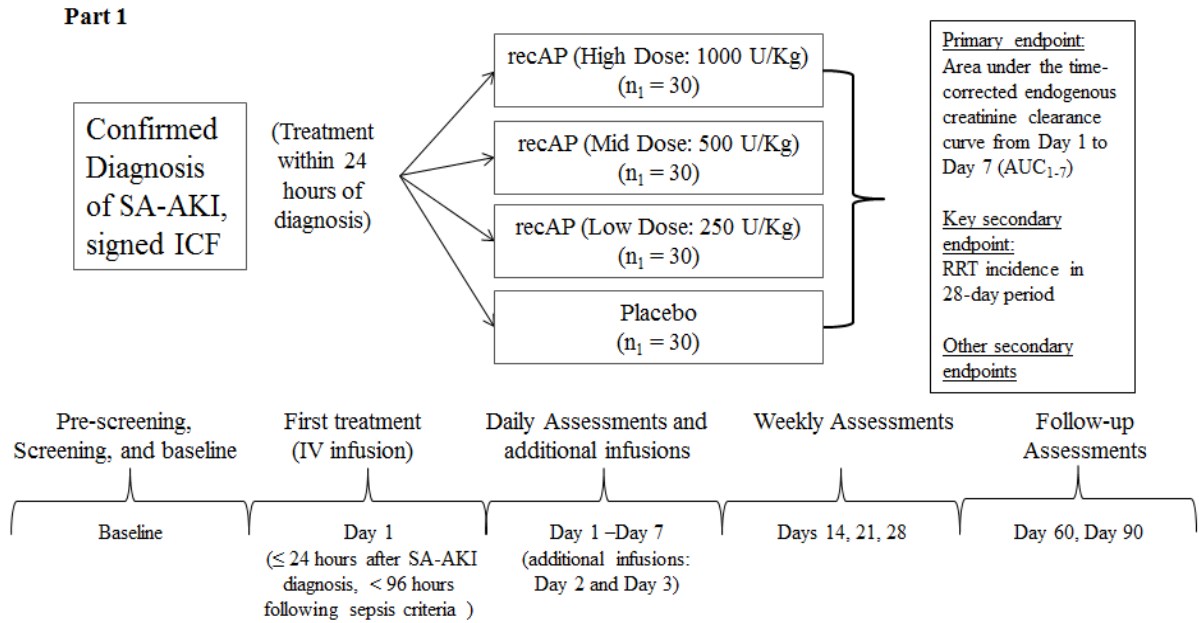 Part 1
Confirmed
Diagnosis
of SA-AKI,
signed ICF
(Treatment
within 24
hours of
diagnosis)
recAP (High Dose: 1000 U/Kg)
(n₁ = 30)
recAP (Mid Dose: 500 U/Kg)
(n₁ = 30)
recAP (Low Dose: 250 U/Kg)
(n₁ = 30)
Placebo
(n₁ = 30)
Primary endpoint:
Area under the time-
corrected endogenous
creatinine clearance
curve from Day 1 to
Day 7 (AUC₁₋₇)
Key secondary
endpoint:
RRT incidence in
28-day period
Other secondary
endpoints
Pre-screening,
Screening, and baseline
Baseline
First treatment
(IV infusion)
Day 1
(≤ 24 hours after SA-AKI
diagnosis, < 96 hours
following sepsis criteria )
Daily Assessments and
additional infusions
Day 1 –Day 7
(additional infusions:
Day 2 and Day 3)
Weekly Assessments
Days 14, 21, 28
Follow-up
Assessments
Day 60, Day 90